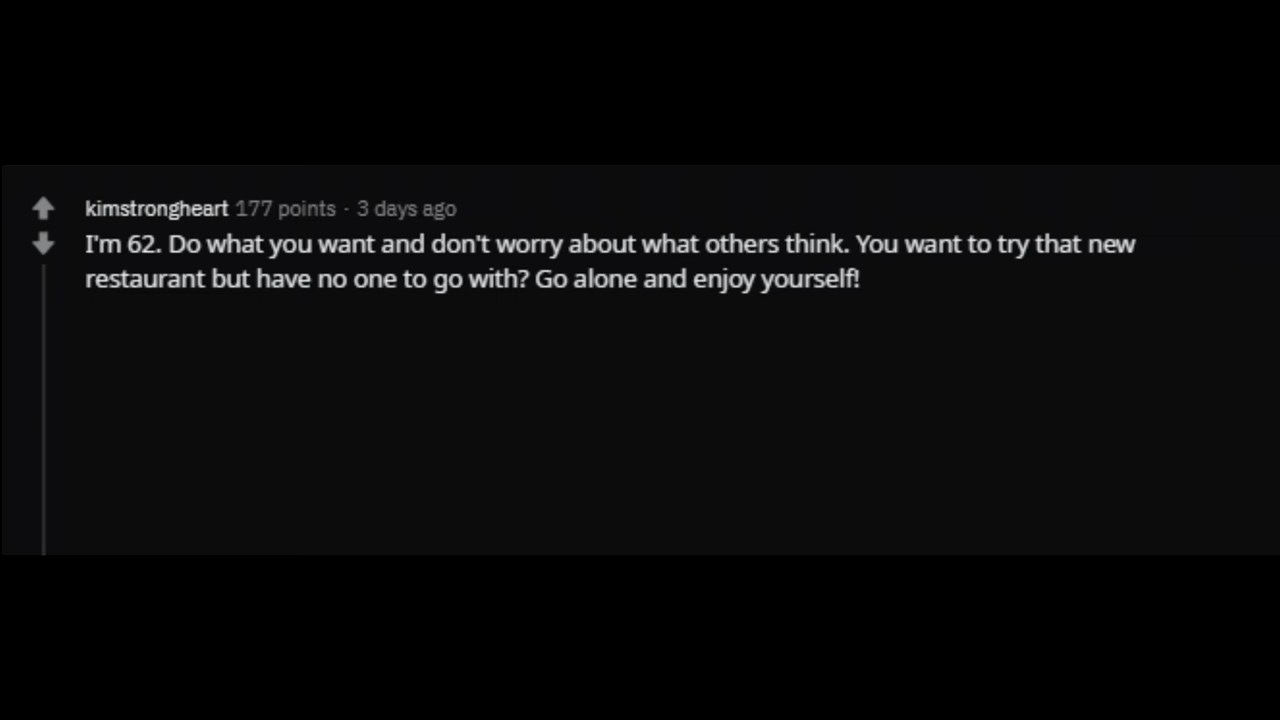 kimstrongheart 177 points · 3 days ago
I'm 62. Do what you want and don't worry about what others think. You want to try that new
restaurant but have no one to go with? Go alone and enjoy yourself!